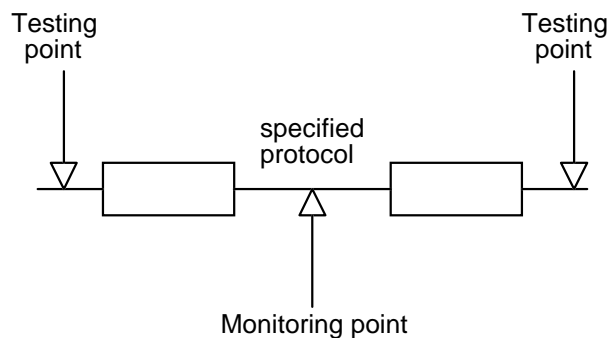 Testing
point
Testing
point
specified
protocol
Monitoring point